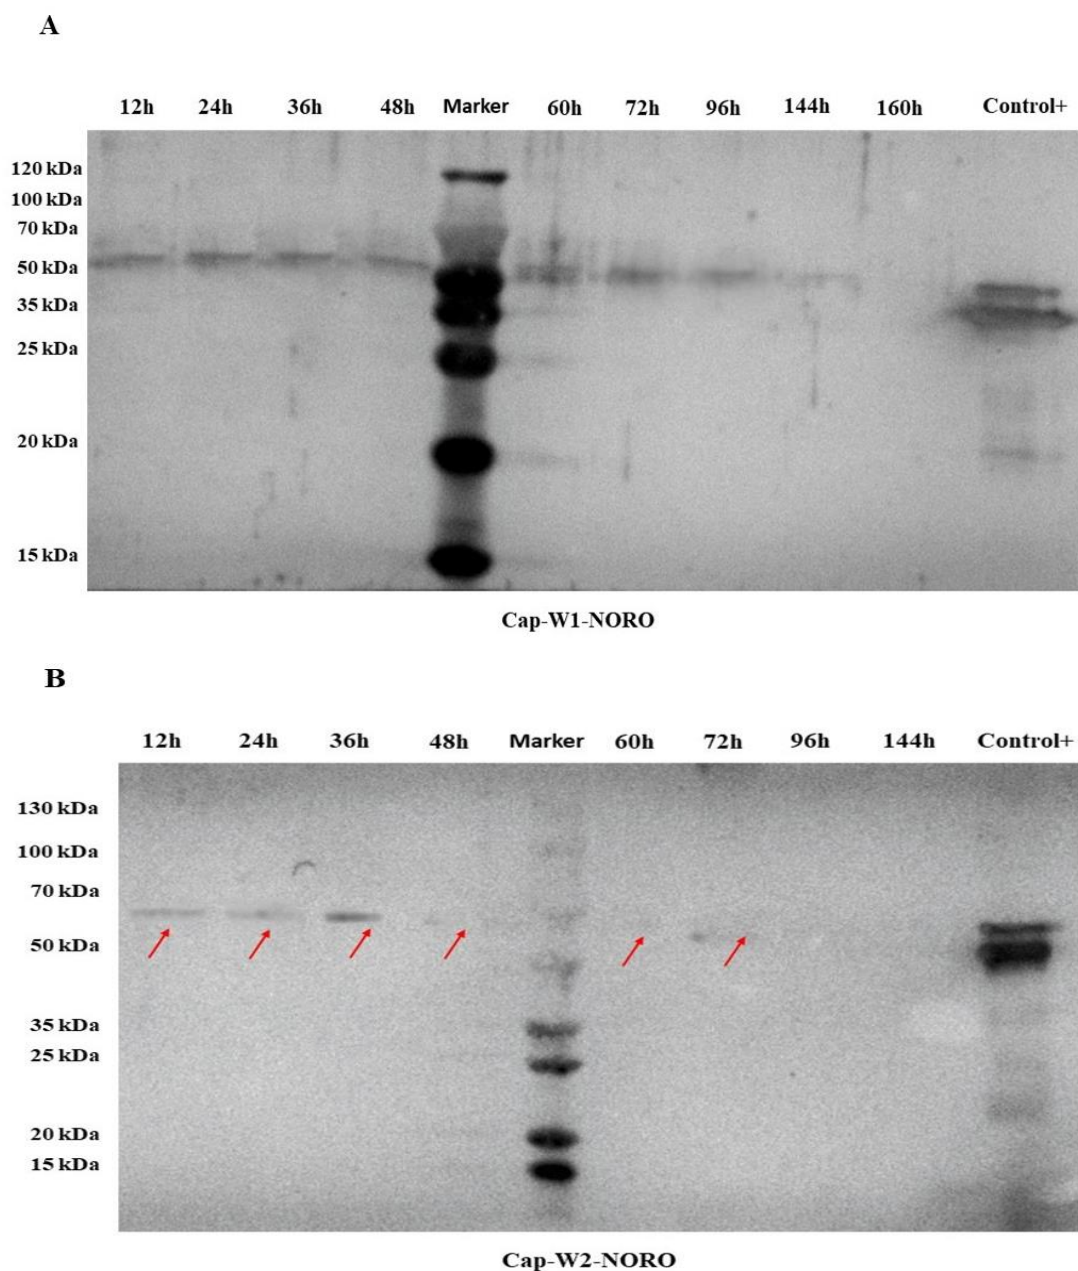 A
12h 24h 36h 48h Marker 60h 72h 96h 144h 160h Control+
120 kDa
100 kDa
70 kDa
50 kDa
35 kDa
25 kDa
20 kDa
15 kDa
Cap-W1-NORO
B
12h 24h 36h 48h Marker 60h 72h 96h 144h Control+
130 kDa
100 kDa
70 kDa
50 kDa
35 kDa
25 kDa
20 kDa
15 kDa
Cap-W2-NORO